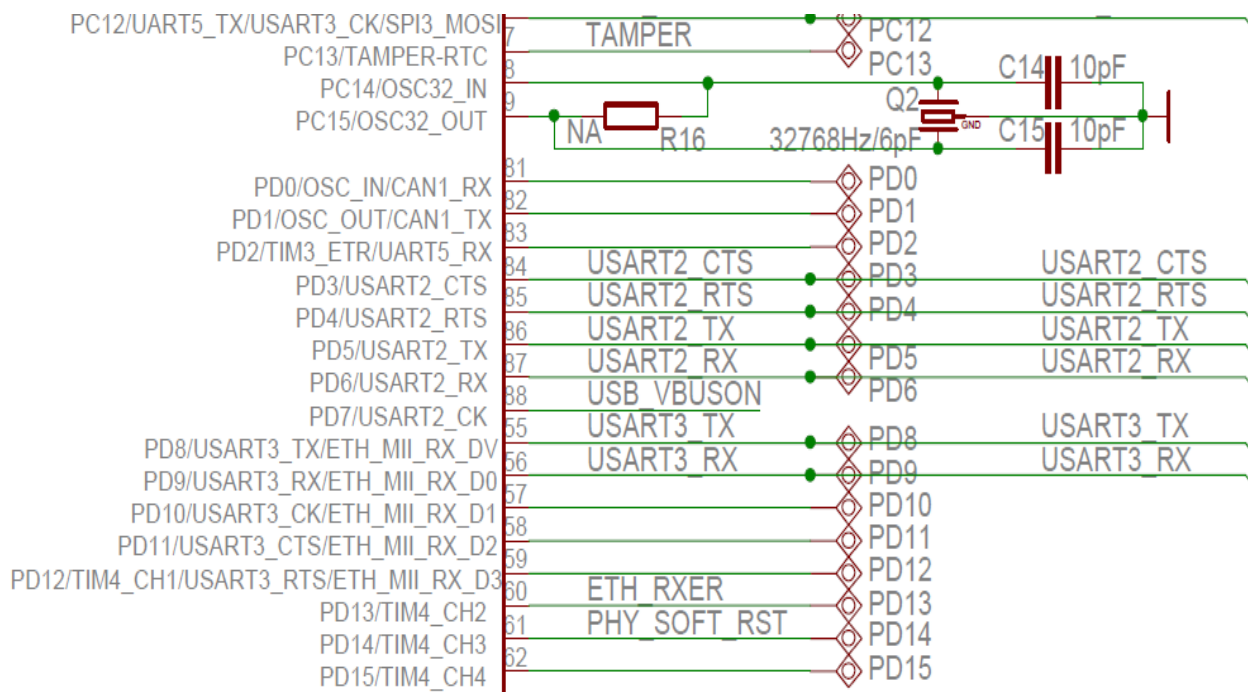 PC12/UART5_TX/USART3_CK/SPI3_MOSI PC12
7 TAMPER
PC13/TAMPER-RTC PC13
8 C14 10pF
PC14/OSC32_IN Q2
9 GND
PC15/OSC32_OUT NA R16 32768Hz/6pF C15 10pF
81 PD0
PD0/OSC_IN/CAN1_RX
82 PD1
PD1/OSC_OUT/CAN1_TX
83 PD2
PD2/TIM3_ETR/UART5_RX
84 USART2_CTS PD3 USART2_CTS
PD3/USART2_CTS
85 USART2_RTS PD4 USART2_RTS
PD4/USART2_RTS
86 USART2_TX USART2_TX
PD5/USART2_TX PD5
87 USART2_RX USART2_RX
PD6/USART2_RX PD6
88 USB_VBUSON
PD7/USART2_CK
55 USART3_TX PD8 USART3_TX
PD8/USART3_TX/ETH_MII_RX_DV
56 USART3_RX PD9 USART3_RX
PD9/USART3_RX/ETH_MII_RX_D0
57 PD10
PD10/USART3_CK/ETH_MII_RX_D1
58 PD11
PD11/USART3_CTS/ETH_MII_RX_D2
59 PD12
PD12/TIM4_CH1/USART3_RTS/ETH_MII_RX_D3
60 ETH_RXER PD13
PD13/TIM4_CH2
61 PHY_SOFT_RST PD14
PD14/TIM4_CH3
62 PD15
PD15/TIM4_CH4